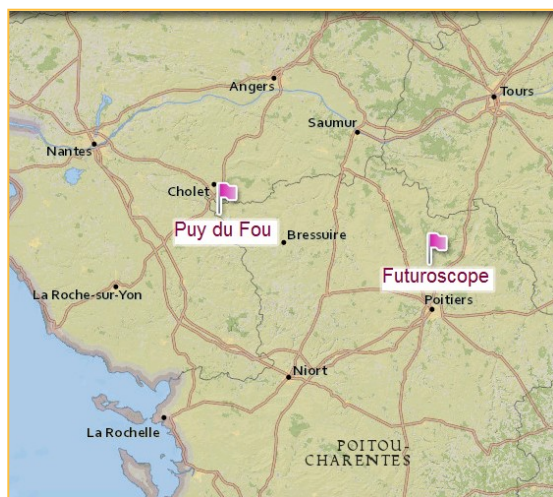 Angers
Tours
Saumur
Nantes
Cholet
Puy du Fou
Bressuire
Futuroscope
La Roche-sur-Yon
Poitiers
Niort
La Rochelle
POITOU-
CHARENTES